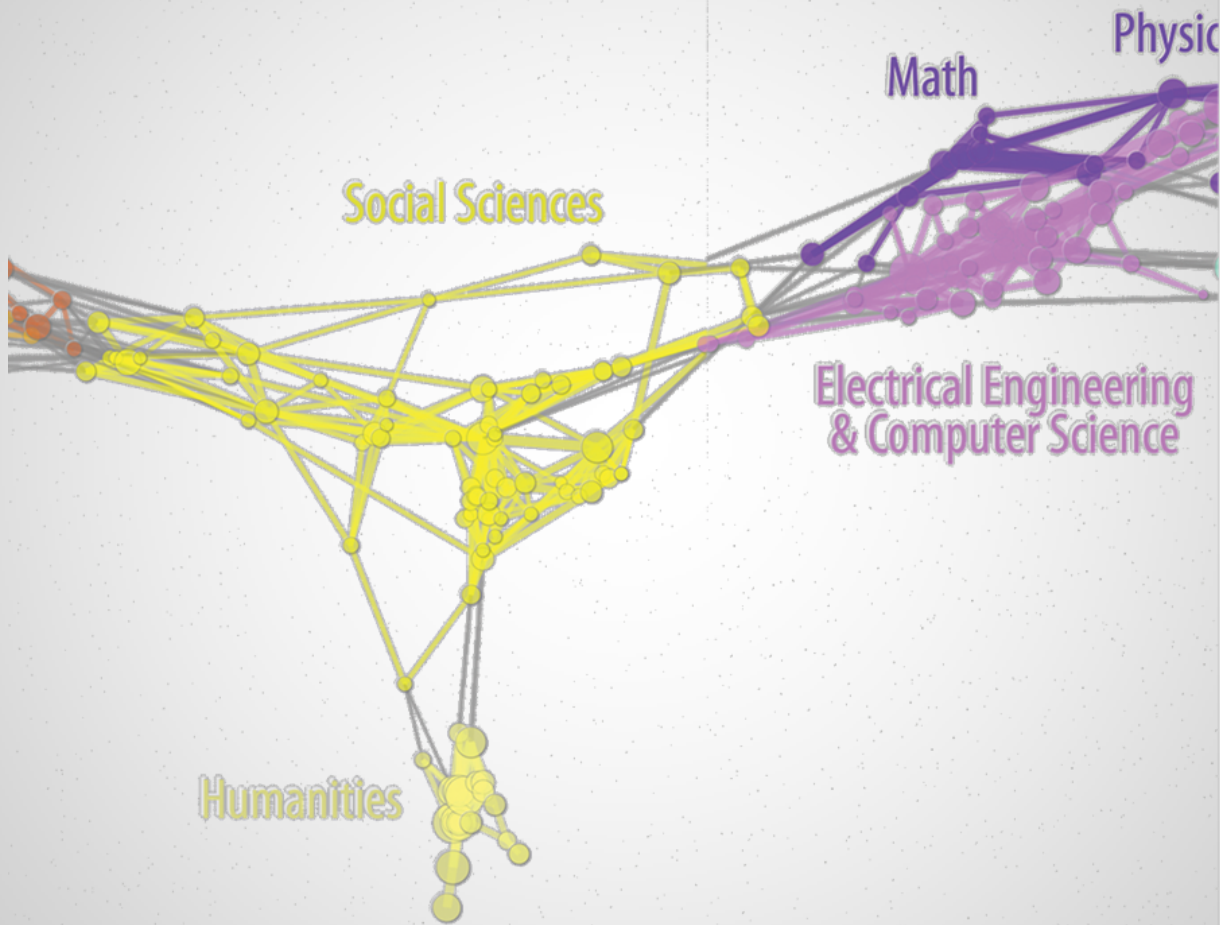 Physic
Math
Social Sciences
Electrical Engineering
& Computer Science
Humanities